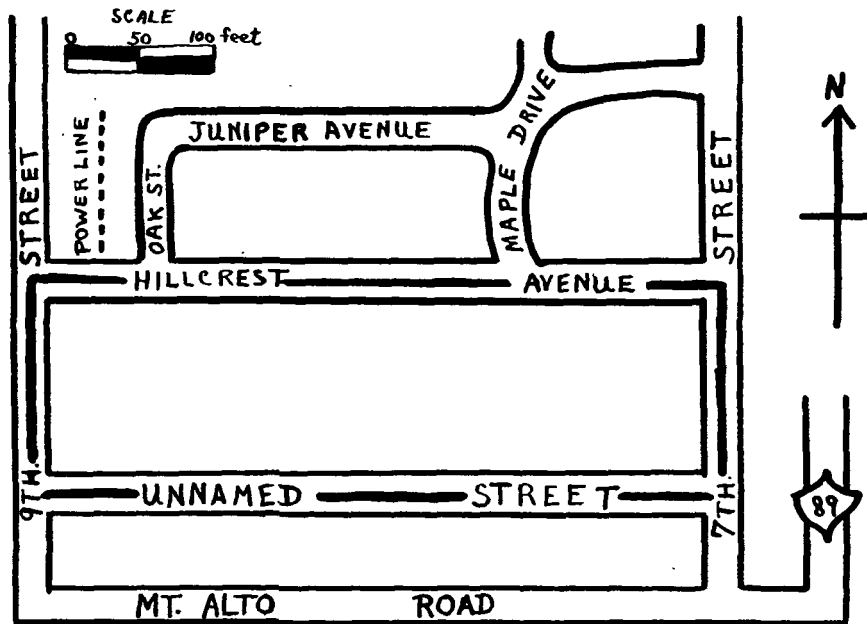 SCALE
0 50 100 feet
N
JUNIPER AVENUE
MAPLE DRIVE
POWER LINE
OAK ST.
STREET
STREET
HILLCREST AVENUE
9TH.
UNNAMED STREET
7TH.
89
MT. ALTO ROAD